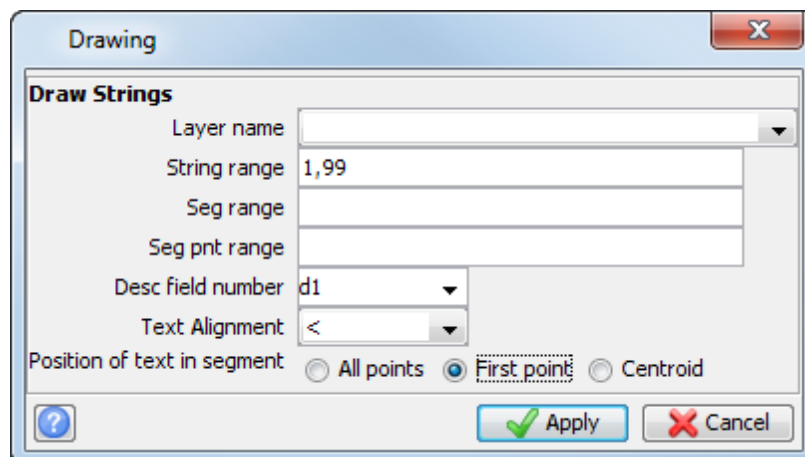 Drawing
Draw Strings
Layer name
String range 1,99
Seg range
Seg pnt range
Desc field number d1
Text Alignment <
Position of text in segment All points First point Centroid
? Apply Cancel